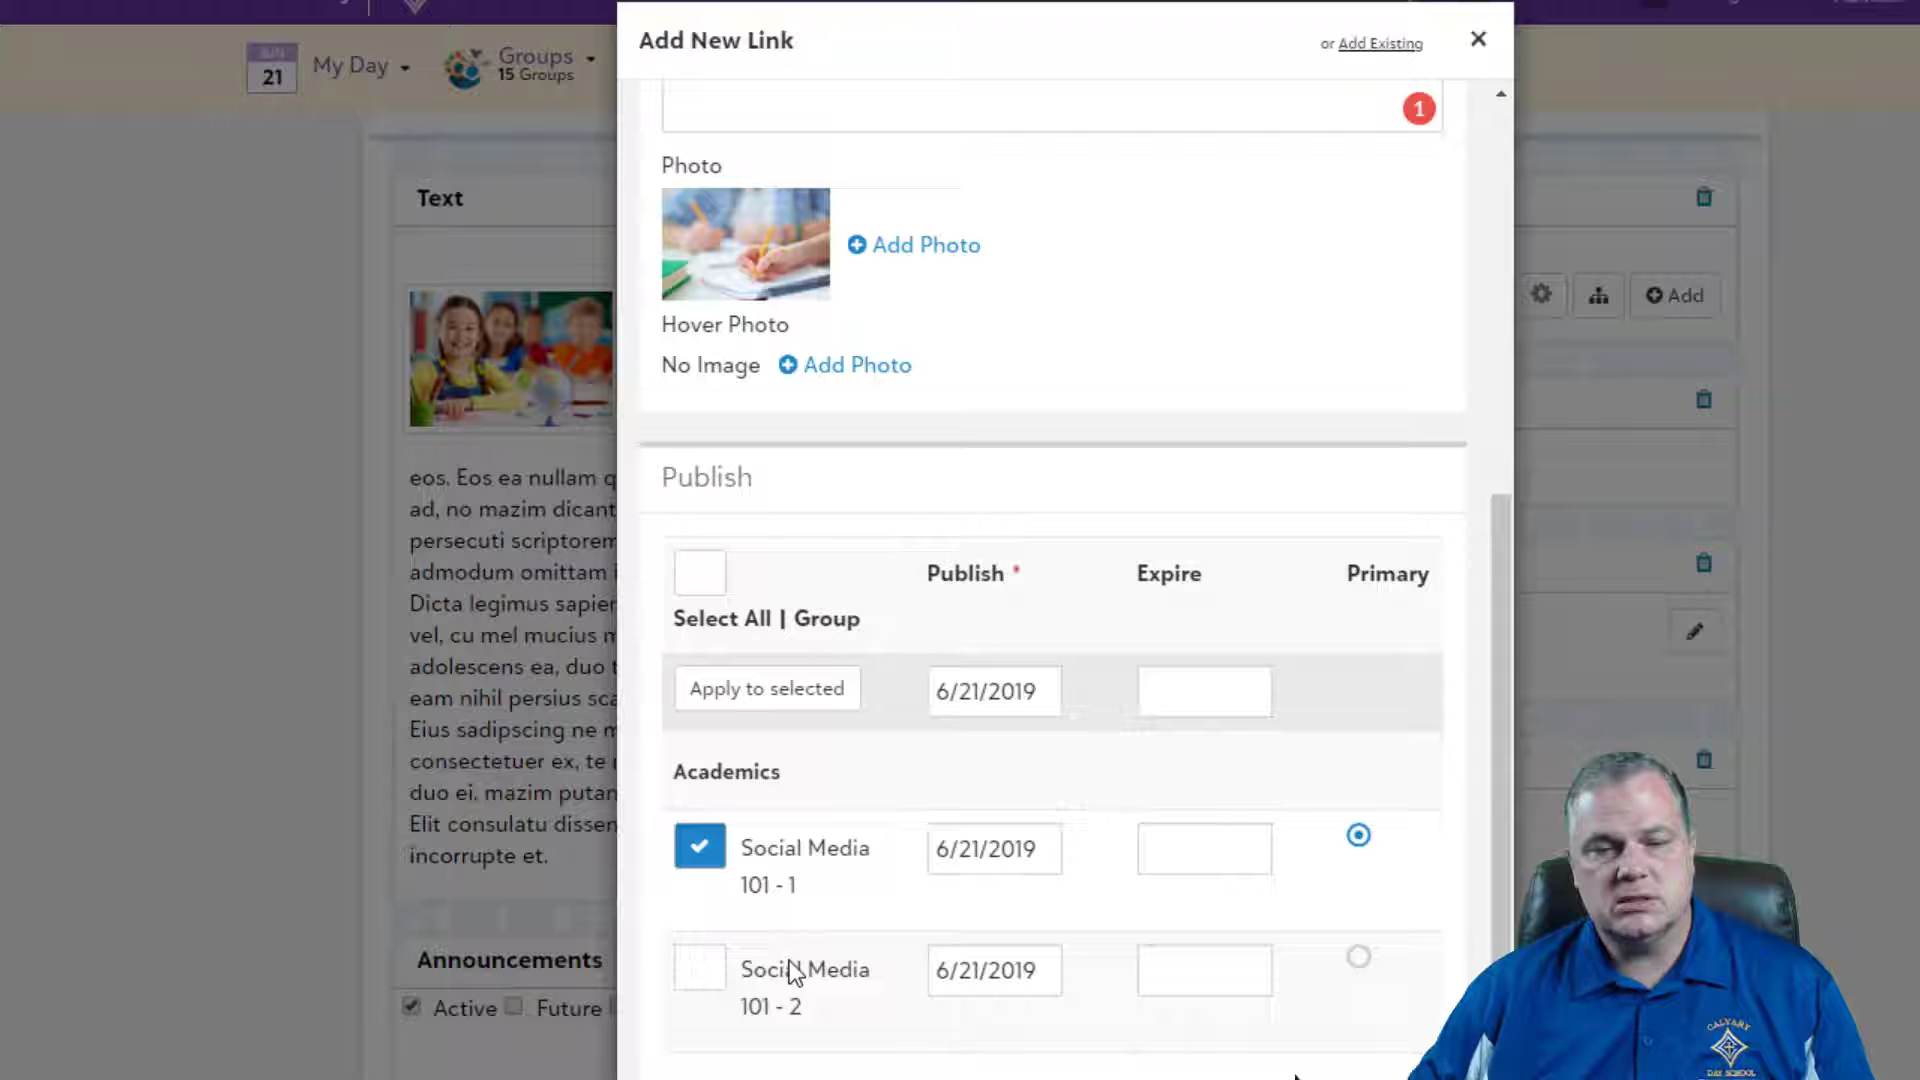 Add New Link
or Add Existing
JUN
21
My Day
Groups
15 Groups
1
Photo
Text
Add Photo
Add
Hover Photo
No Image
Add Photo
eos. Eos ea nullam q
ad, no mazim dicant
persecuti scriptorem
admodum omittam i
Dicta legimus sapien
vel, cu mel mucius m
adolescens ea, duo t
eam nihil persius sca
Eius sadipscing ne m
consectetuer ex, te
duo ei, mazim putan
Elit consulatu dissen
incorrupte et.
Publish
Publish *
Expire
Primary
Select All | Group
Apply to selected
6/21/2019
Academics
Social Media
101 - 1
6/21/2019
Social Media
101 - 2
6/21/2019
Announcements
Active
Future
CALVARY
DAY SCHOOL